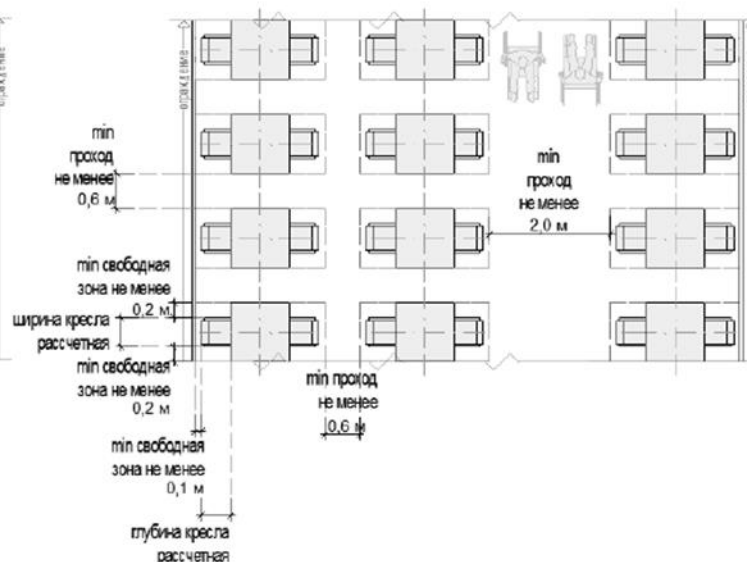 ограждение
ограждение
min
проход
не менее
0,6 м
min
проход
не менее
2,0 м
min свободная
зона не менее
0,2 м
ширина кресла
рассчетная
min свободная
зона не менее
0,2 м
min проход
не менее
0,6 м
min свободная
зона не менее
0,1 м
глубина кресла
рассчетная